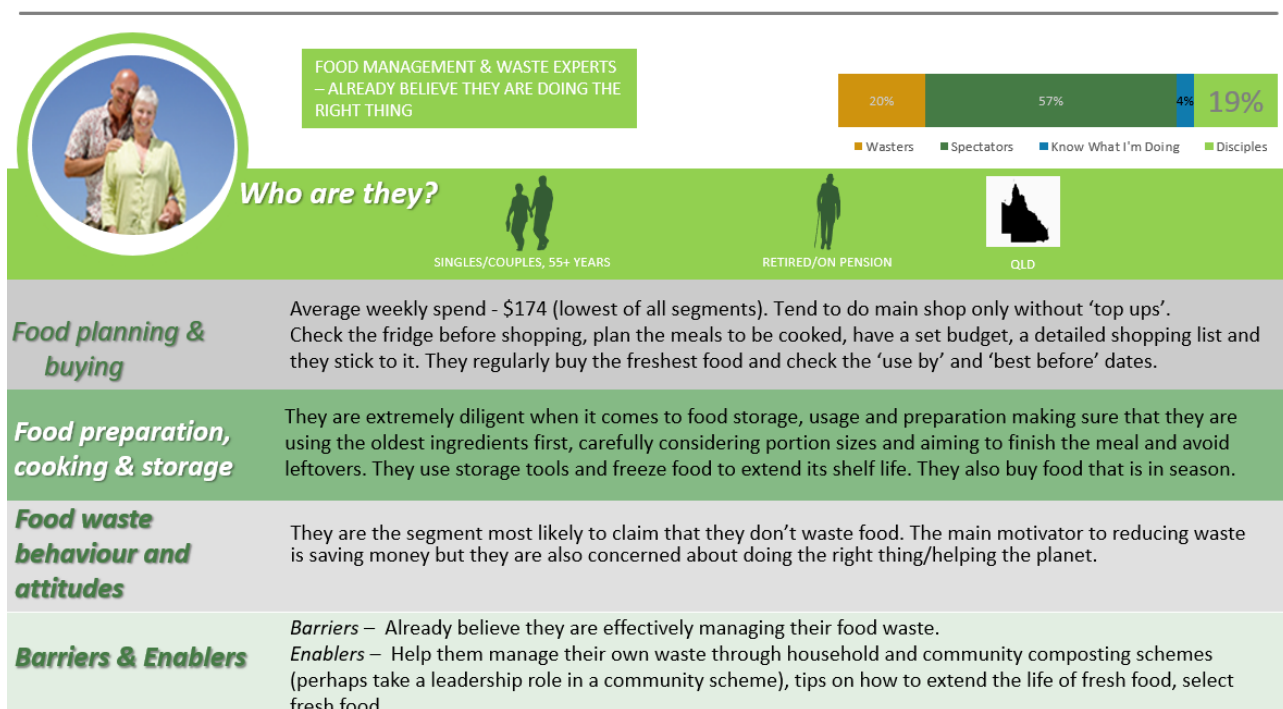 FOOD MANAGEMENT & WASTE EXPERTS
– ALREADY BELIEVE THEY ARE DOING THE
RIGHT THING
20%
57%
4%
19%
Wasters
Spectators
Know What I'm Doing
Disciples
Who are they?
SINGLES/COUPLES, 55+ YEARS
RETIRED/ON PENSION
QLD
Food planning &
buying
Average weekly spend - $174 (lowest of all segments). Tend to do main shop only without ‘top ups’.
Check the fridge before shopping, plan the meals to be cooked, have a set budget, a detailed shopping list and
they stick to it. They regularly buy the freshest food and check the ‘use by’ and ‘best before’ dates.
Food preparation,
cooking & storage
They are extremely diligent when it comes to food storage, usage and preparation making sure that they are
using the oldest ingredients first, carefully considering portion sizes and aiming to finish the meal and avoid
leftovers. They use storage tools and freeze food to extend its shelf life. They also buy food that is in season.
Food waste
behaviour and
attitudes
They are the segment most likely to claim that they don’t waste food. The main motivator to reducing waste
is saving money but they are also concerned about doing the right thing/helping the planet.
Barriers & Enablers
Barriers – Already believe they are effectively managing their food waste.
Enablers – Help them manage their own waste through household and community composting schemes
(perhaps take a leadership role in a community scheme), tips on how to extend the life of fresh food, select
fresh food